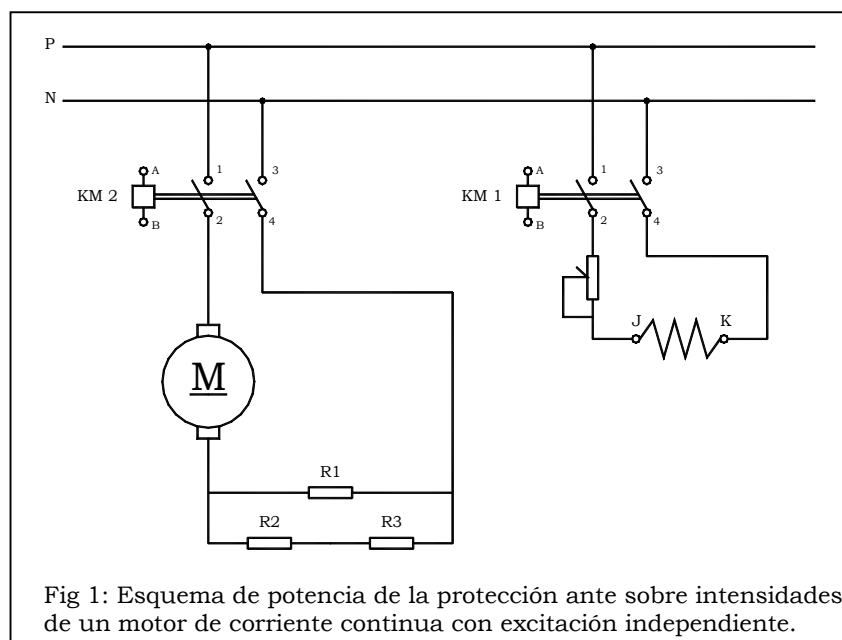 P
N
A
1
3
KM 2
B
2
4
A
1
3
KM 1
B
2
4
J
K
M
R1
R2
R3
Fig 1: Esquema de potencia de la protección ante sobre intensidades
de un motor de corriente continua con excitación independiente.